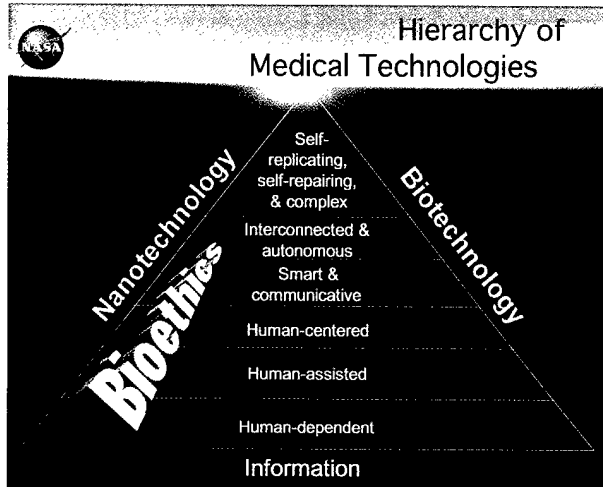 NASA
Hierarchy of
Medical Technologies
Self-
replicating,
self-repairing,
& complex
Interconnected &
autonomous
Smart &
communicative
Human-centered
Human-assisted
Human-dependent
Nanotechnology
Bioethics
Biotechnology
Information